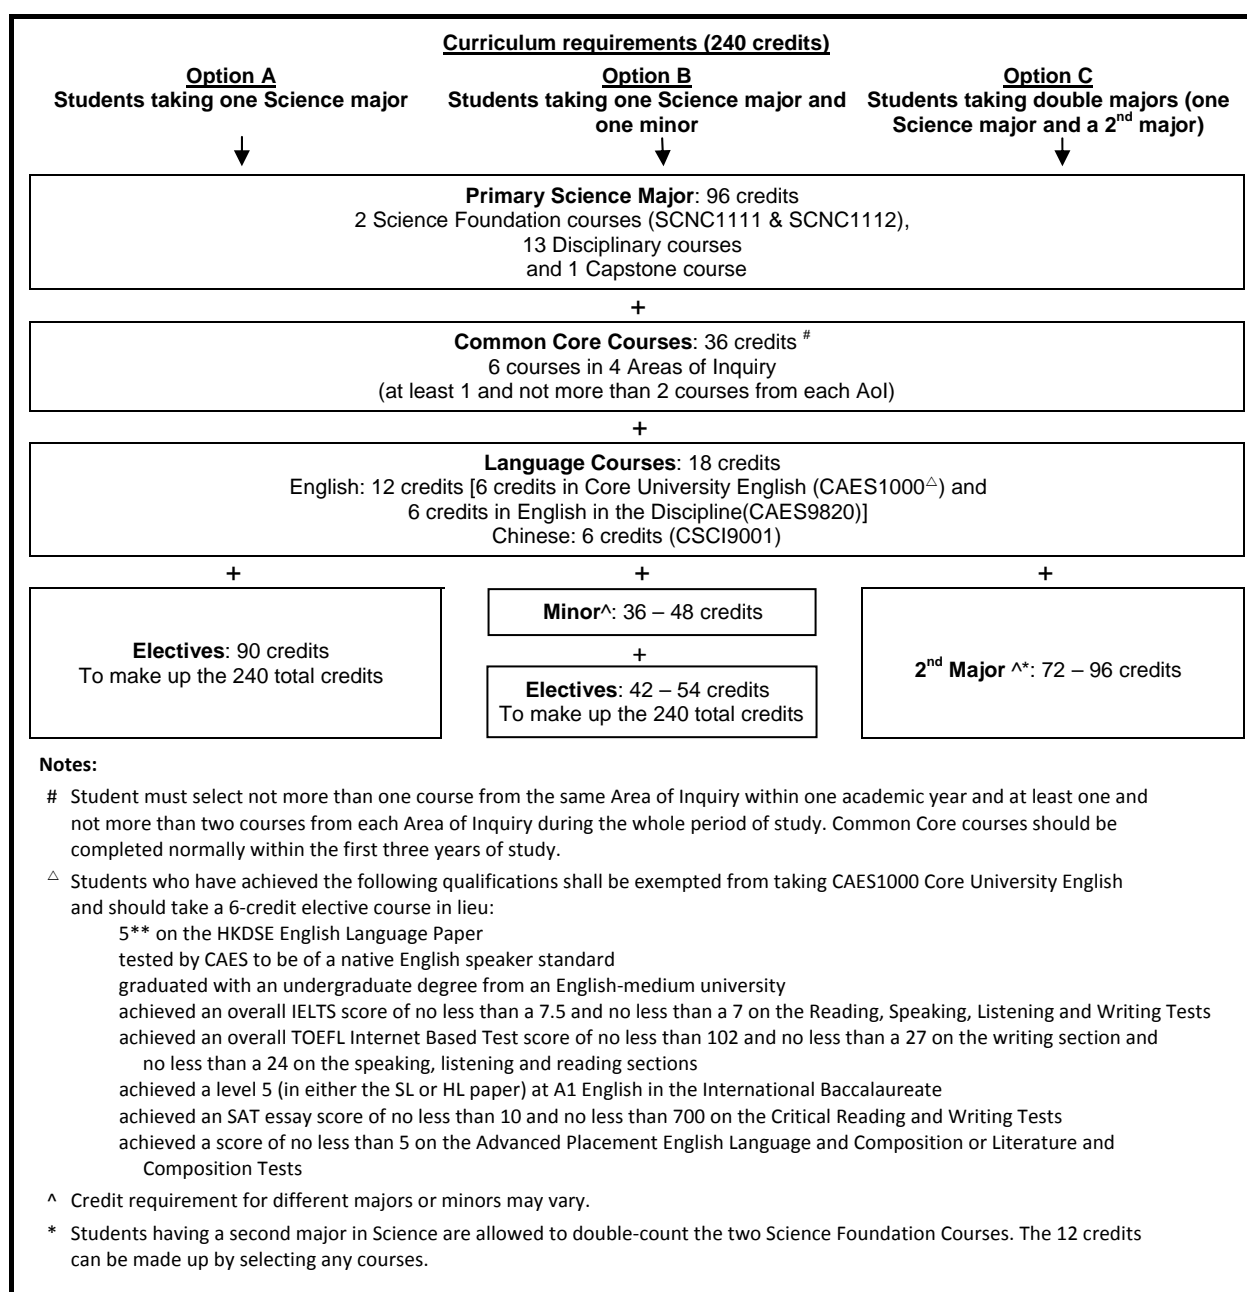 Curriculum requirements (240 credits)
Option A
Students taking one Science major
Option B
Students taking one Science major and
one minor
Option C
Students taking double majors (one
Science major and a 2nd major)
Primary Science Major: 96 credits
2 Science Foundation courses (SCNC1111 & SCNC1112),
13 Disciplinary courses
and 1 Capstone course
+
Common Core Courses: 36 credits #
6 courses in 4 Areas of Inquiry
(at least 1 and not more than 2 courses from each AoI)
+
Language Courses: 18 credits
English: 12 credits [6 credits in Core University English (CAES1000△) and
6 credits in English in the Discipline(CAES9820)]
Chinese: 6 credits (CSCI9001)
+ + +
Electives: 90 credits
To make up the 240 total credits
Minor^: 36 – 48 credits
+
Electives: 42 – 54 credits
To make up the 240 total credits
2nd Major ^*: 72 – 96 credits
Notes:
# Student must select not more than one course from the same Area of Inquiry within one academic year and at least one and
not more than two courses from each Area of Inquiry during the whole period of study. Common Core courses should be
completed normally within the first three years of study.
△ Students who have achieved the following qualifications shall be exempted from taking CAES1000 Core University English
and should take a 6-credit elective course in lieu:
5** on the HKDSE English Language Paper
tested by CAES to be of a native English speaker standard
graduated with an undergraduate degree from an English-medium university
achieved an overall IELTS score of no less than a 7.5 and no less than a 7 on the Reading, Speaking, Listening and Writing Tests
achieved an overall TOEFL Internet Based Test score of no less than 102 and no less than a 27 on the writing section and
no less than a 24 on the speaking, listening and reading sections
achieved a level 5 (in either the SL or HL paper) at A1 English in the International Baccalaureate
achieved an SAT essay score of no less than 10 and no less than 700 on the Critical Reading and Writing Tests
achieved a score of no less than 5 on the Advanced Placement English Language and Composition or Literature and
Composition Tests
^ Credit requirement for different majors or minors may vary.
* Students having a second major in Science are allowed to double-count the two Science Foundation Courses. The 12 credits
can be made up by selecting any courses.